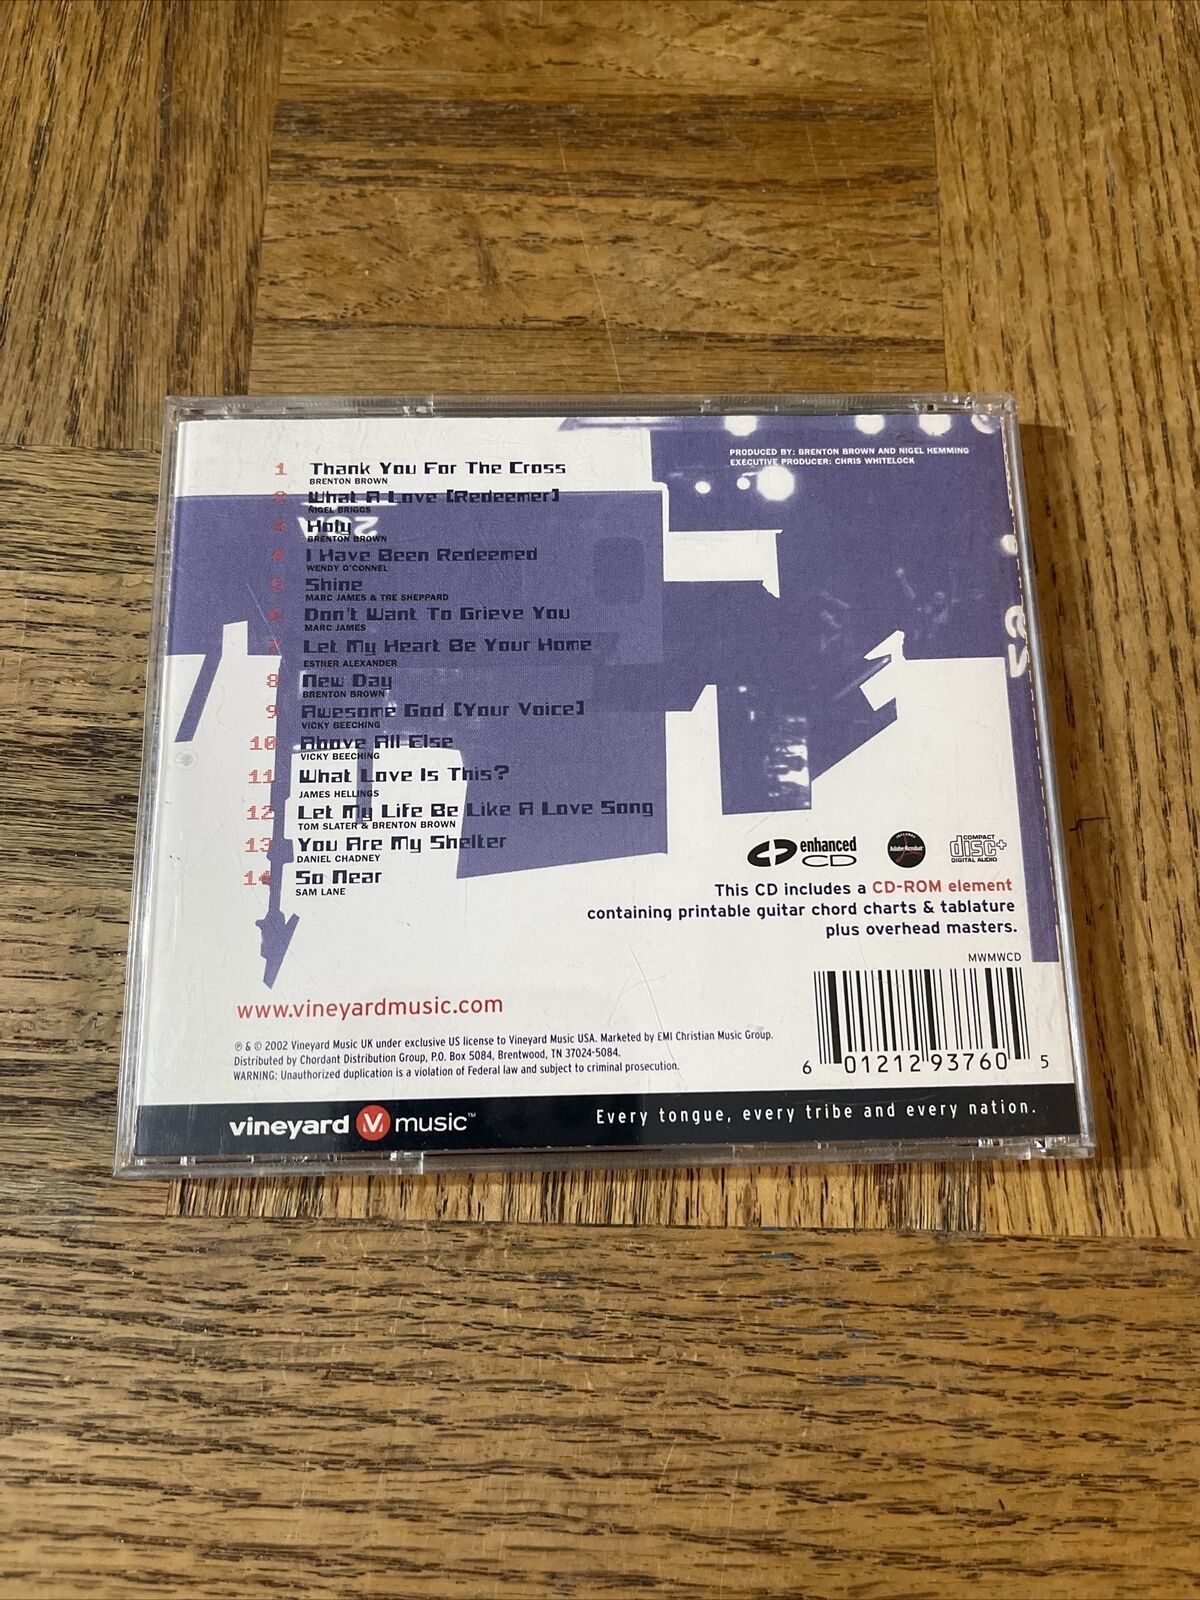 PRODUCED BY: BRENTON BROWN AND NIGEL HEMMING
EXECUTIVE PRODUCER: CHRIS WHITELOCK
1 Thank You For The Cross
BRENTON BROWN
2 What A Love [Redeemer]
NIGEL BRIGGS
3 Holy
BRENTON BROWN
4 I Have Been Redeemed
WENDY O'CONNEL
5 Shine
MARC JAMES & TRE SHEPPARD
6 Don't Want To Grieve You
MARC JAMES
7 Let My Heart Be Your Home
ESTHER ALEXANDER
8 New Day
BRENTON BROWN
9 Awesome God [Your Voice]
VICKY BEECHING
10 Above All Else
VICKY BEECHING
11 What Love Is This?
JAMES HELLINGS
12 Let My Life Be Like A Love Song
TOM SLATER & BRENTON BROWN
13 You Are My Shelter
DANIEL CHADNEY
14 So Near
SAM LANE
enhanced CD
INCLUDES Adobe Acrobat
COMPACT disc+ DIGITAL AUDIO
This CD includes a CD-ROM element
containing printable guitar chord charts & tablature
plus overhead masters.
MWMWCD
6 01212 93760 5
www.vineyardmusic.com
℗ & © 2002 Vineyard Music UK under exclusive US license to Vineyard Music USA. Marketed by EMI Christian Music Group.
Distributed by Chordant Distribution Group, P.O. Box 5084, Brentwood, TN 37024-5084.
WARNING: Unauthorized duplication is a violation of Federal law and subject to criminal prosecution.
vineyard V music™
Every tongue, every tribe and every nation.